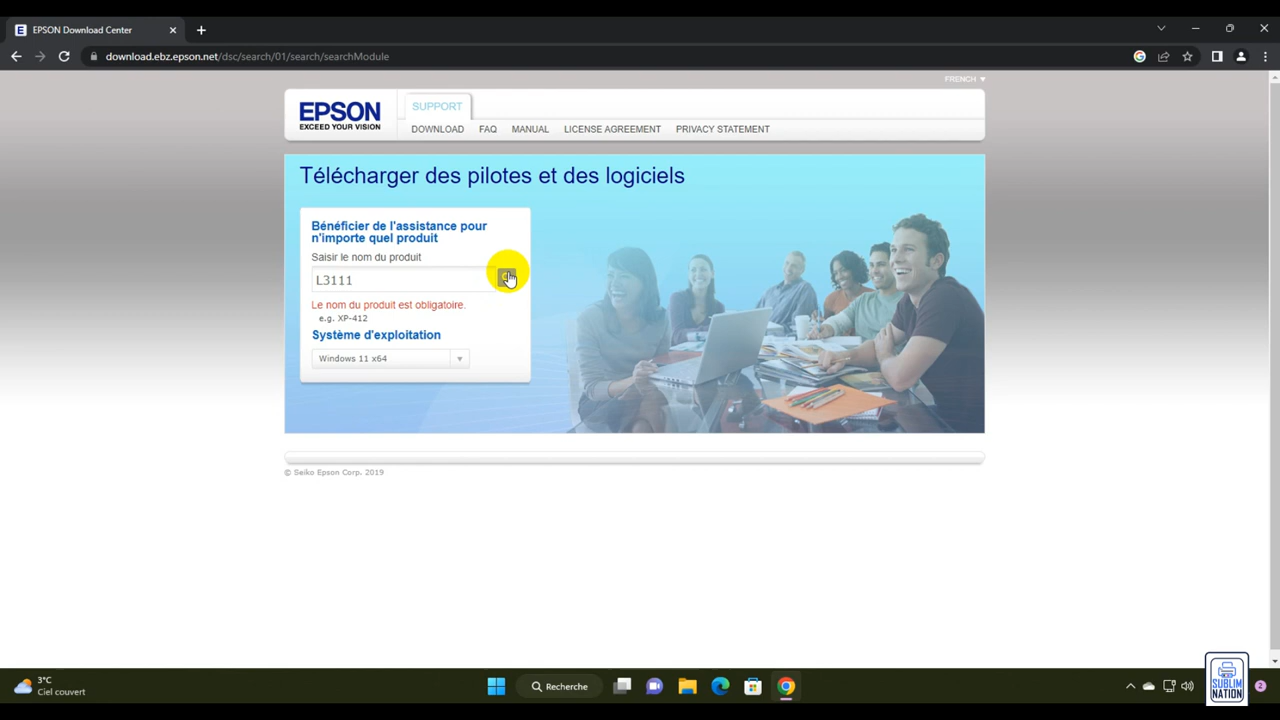 EPSON Download Center
download.ebz.epson.net/dsc/search/01/search/searchModule
FRENCH
EPSON
EXCEED YOUR VISION
SUPPORT
DOWNLOAD FAQ MANUAL LICENSE AGREEMENT PRIVACY STATEMENT
Télécharger des pilotes et des logiciels
Bénéficier de l'assistance pour
n'importe quel produit
Saisir le nom du produit
L3111
Le nom du produit est obligatoire.
e.g. XP-412
Système d'exploitation
Windows 11 x64
© Seiko Epson Corp. 2019
3°C
Ciel couvert
Recherche
SUBLIM
NATION
2